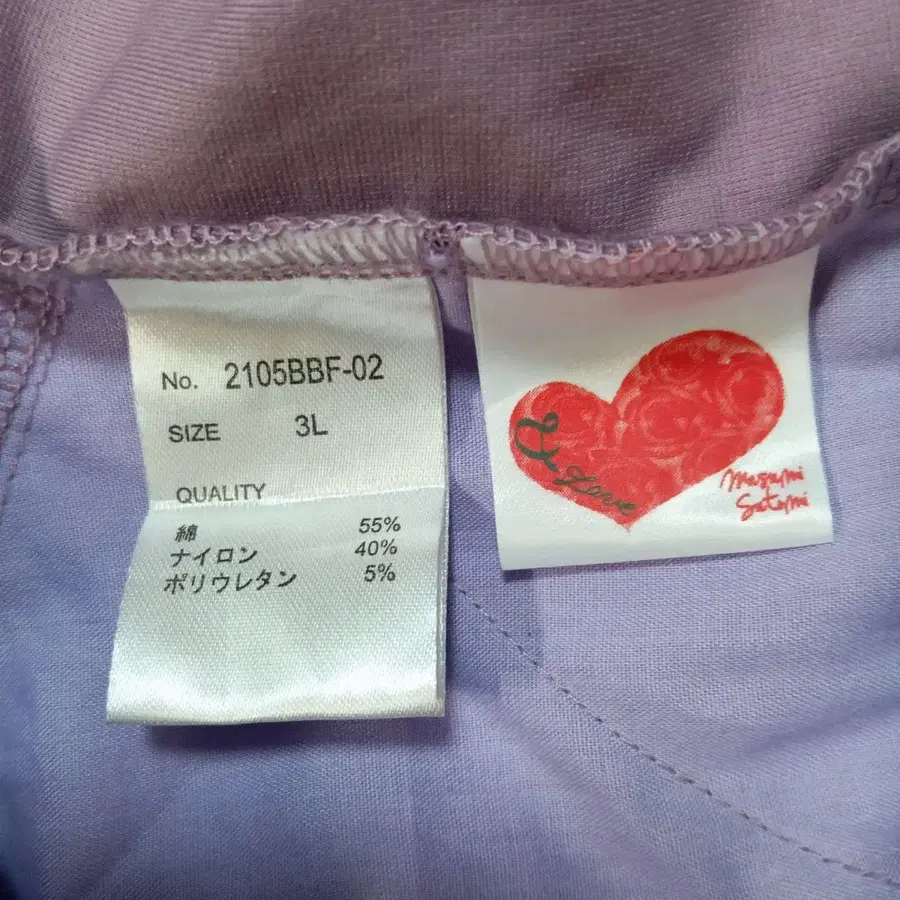 No. 2105BBF-02
SIZE 3L
QUALITY
綿 55%
ナイロン 40%
ポリウレタン 5%
Love
Masumi
Satomi